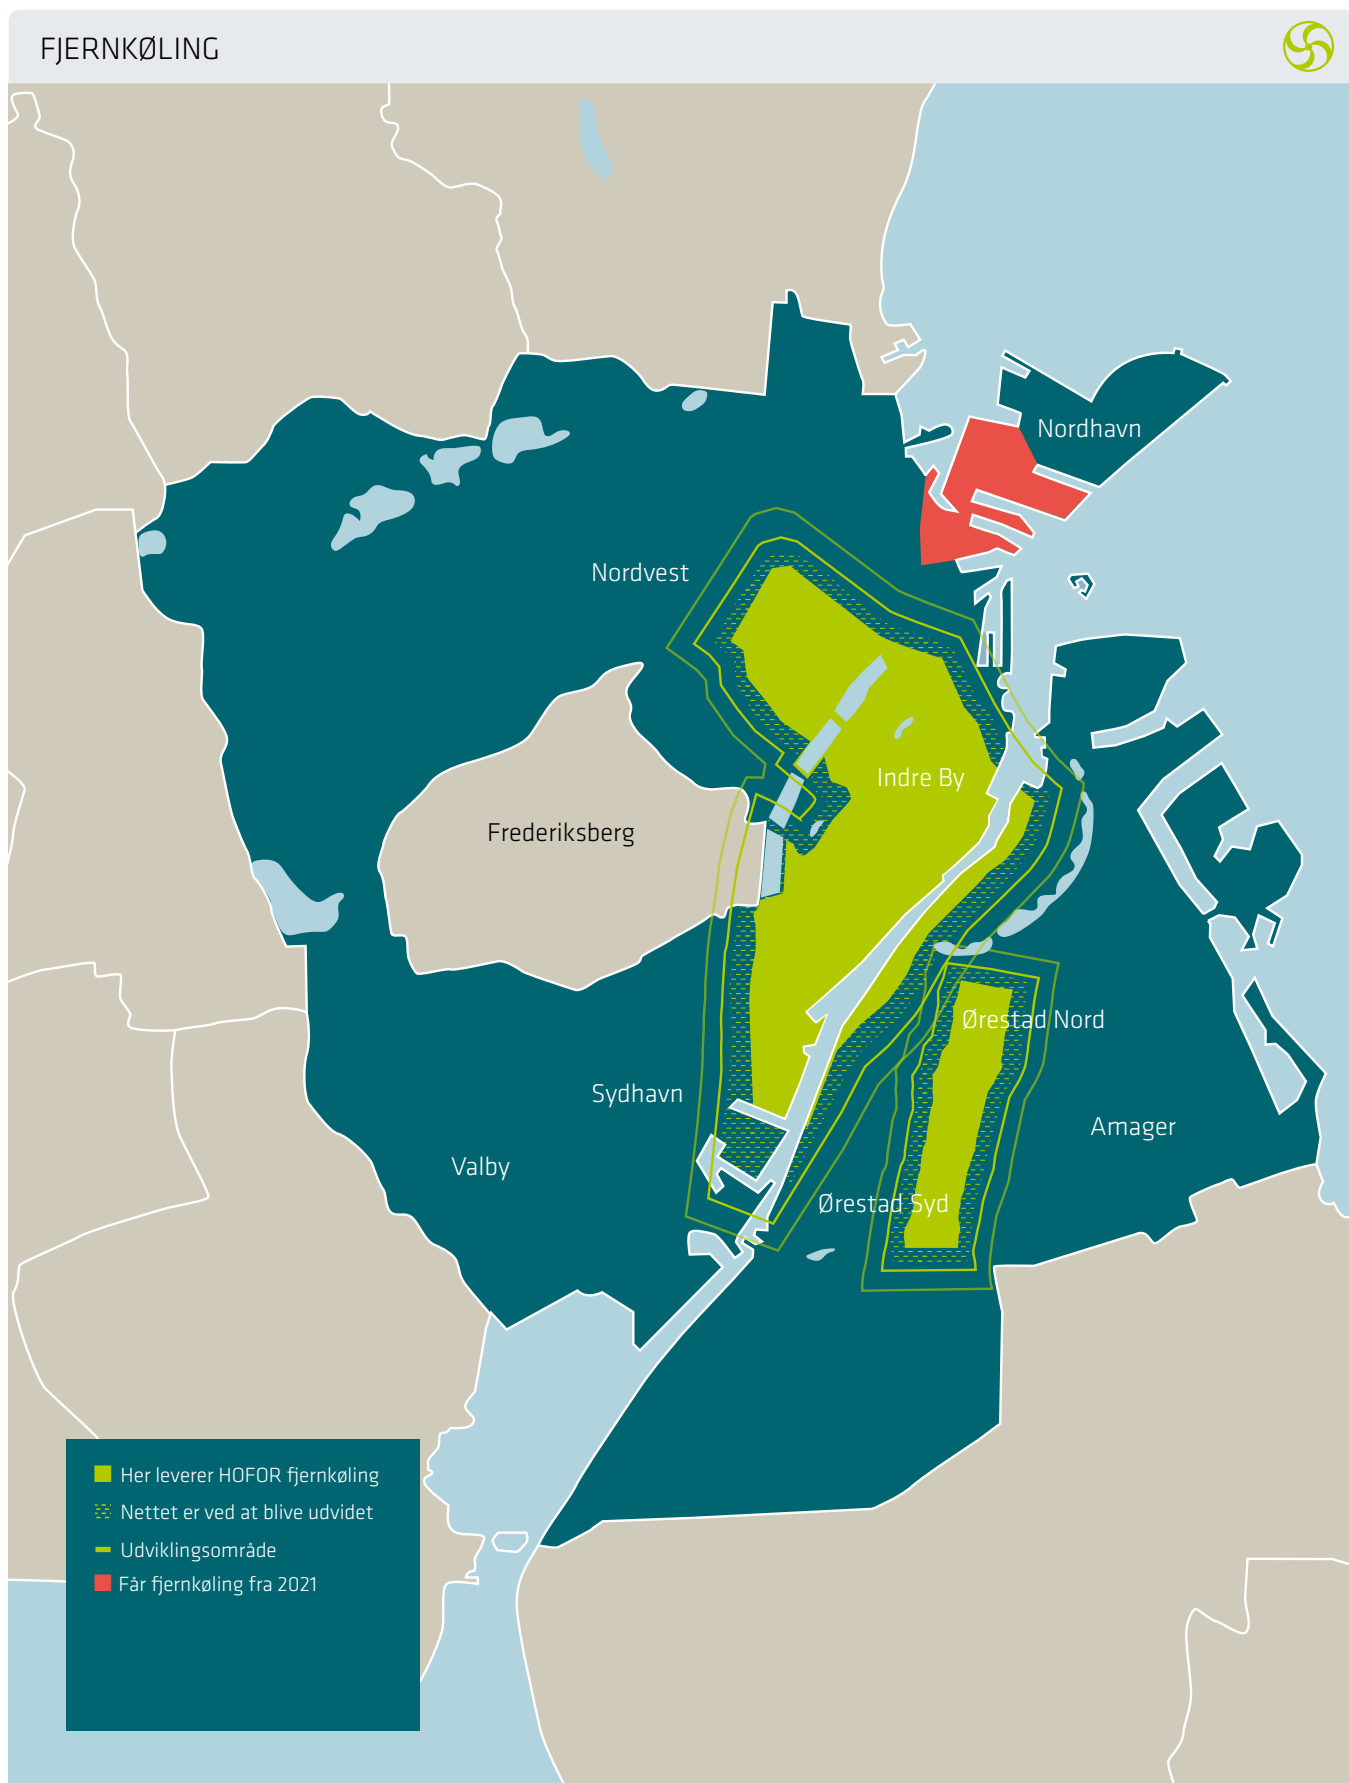 FJERNKØLING
Nordhavn
Nordvest
Indre By
Frederiksberg
Ørestad Nord
Sydhavn
Amager
Valby
Ørestad Syd
Her leverer HOFOR fjernkøling
Nettet er ved at blive udvidet
Udviklingsområde
Får fjernkøling fra 2021